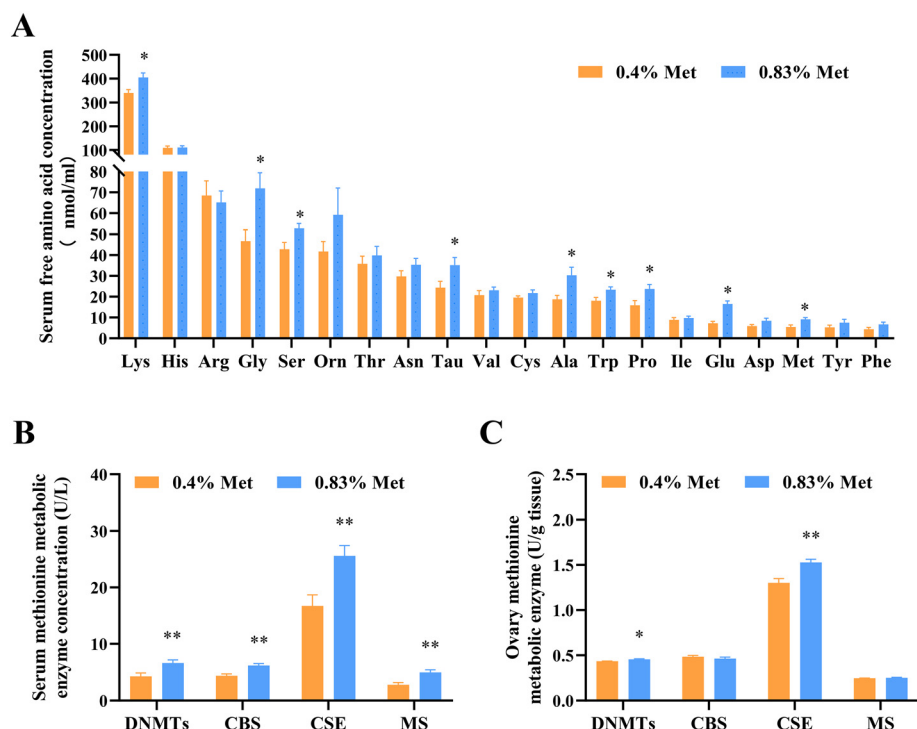 A
Serum free amino acid concentration
( nmol/ml)
500
400
300
200
100
80
70
60
50
40
30
20
10
0
0.4% Met 0.83% Met
* * * * * * * * *
Lys His Arg Gly Ser Orn Thr Asn Tau Val Cys Ala Trp Pro Ile Glu Asp Met Tyr Phe
B
Serum methionine metabolic
enzyme concentration (U/L)
40
30
20
10
0
0.4% Met 0.83% Met
** ** ** **
DNMTs CBS CSE MS
C
Ovary methionine
metabolic enzyme (U/g tissue)
2.5
2.0
1.5
1.0
0.5
0.0
0.4% Met 0.83% Met
* **
DNMTs CBS CSE MS